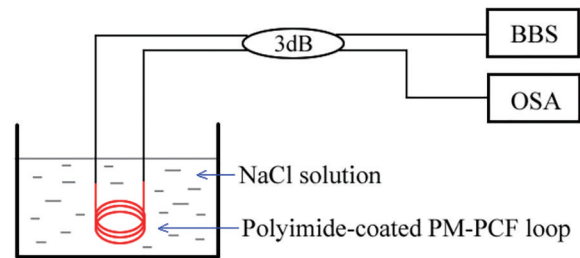 3dB
BBS
OSA
NaCl solution
Polyimide-coated PM-PCF loop